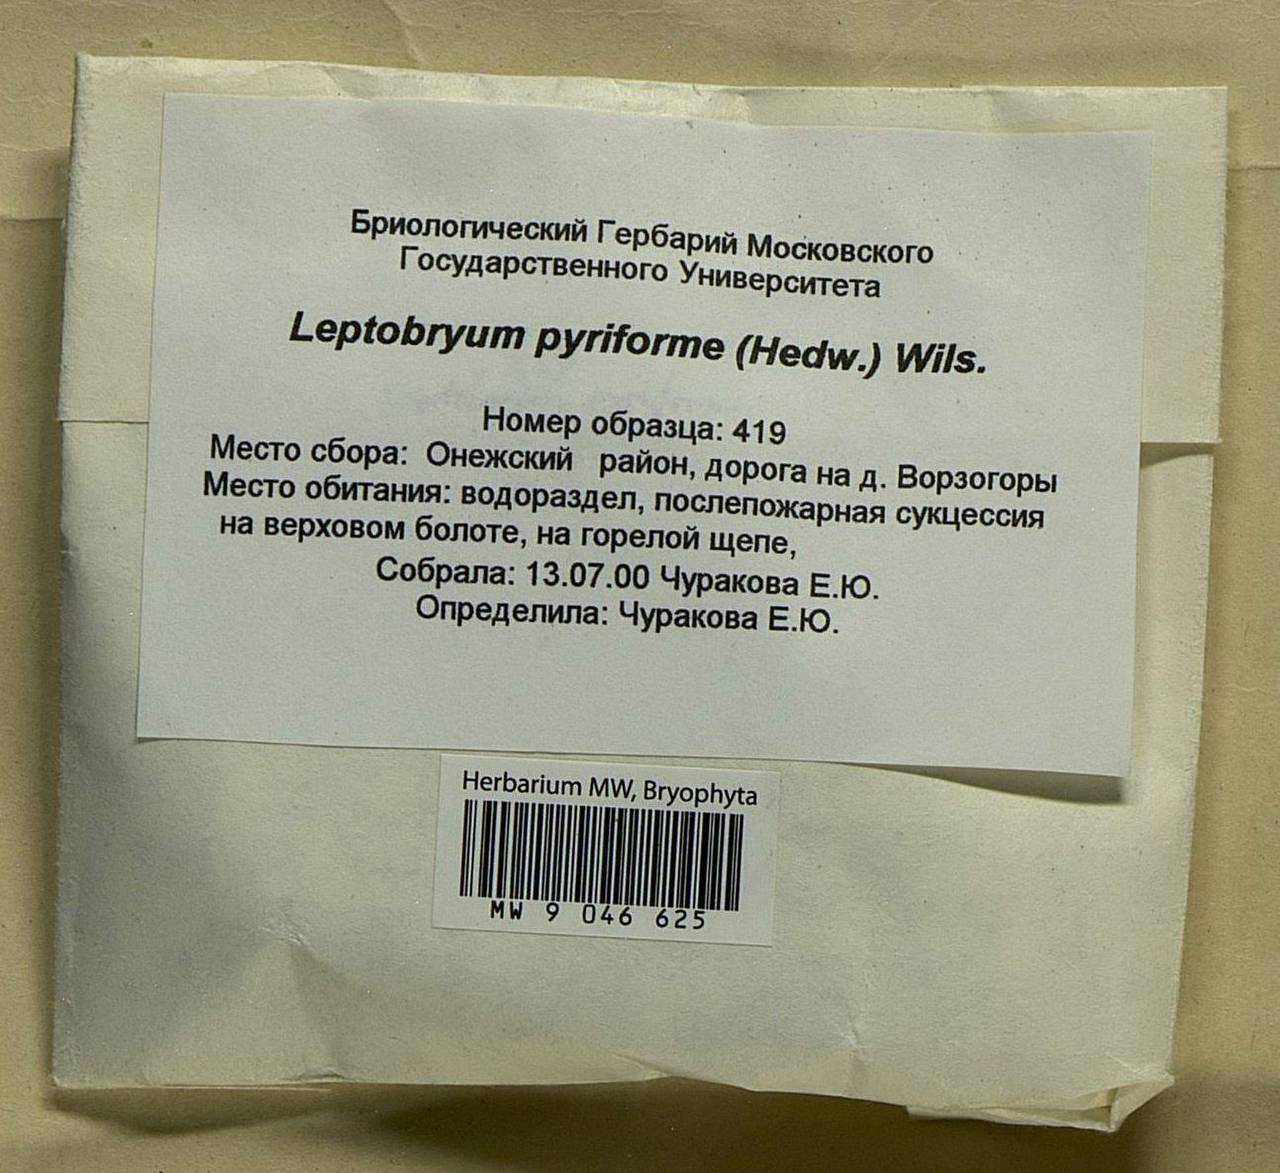 Бриологический Гербарий Московского
Государственного Университета
Leptobryum pyriforme (Hedw.) Wils.
Номер образца: 419
Место сбора: Онежский район, дорога на д. Ворзогоры
Место обитания: водораздел, послепожарная сукцессия
на верховом болоте, на горелой щепе,
Собрала: 13.07.00 Чуракова Е.Ю.
Определила: Чуракова Е.Ю.
Herbarium MW, Bryophyta
MW 9 046 625